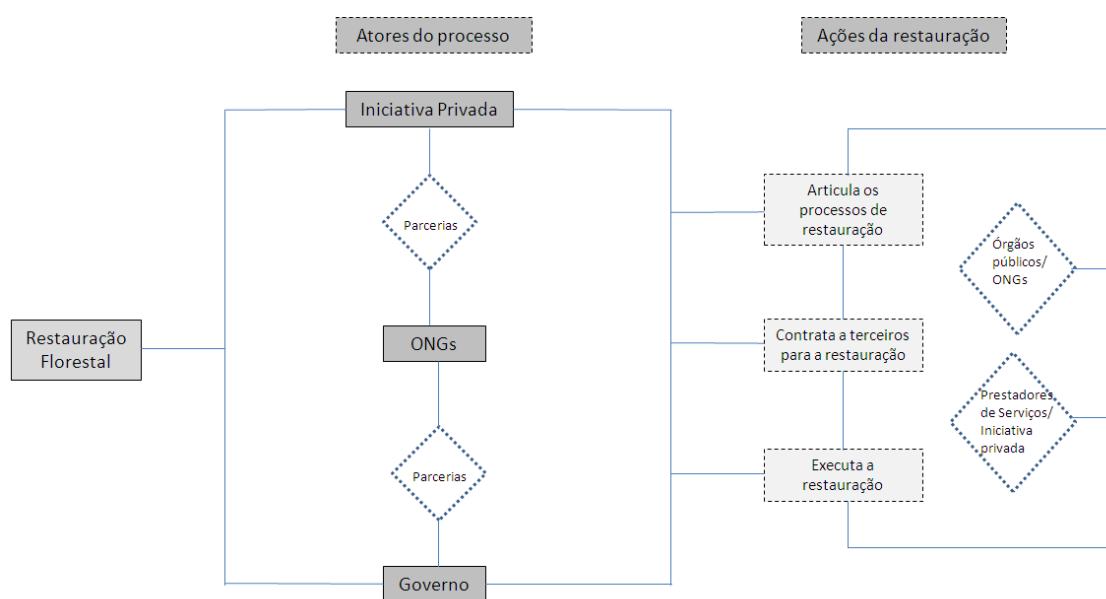 Atores do processo
Ações da restauração
Iniciativa Privada
Parcerias
ONGs
Parcerias
Governo
Restauração
Florestal
Articula os
processos de
restauração
Contrata a terceiros
para a restauração
Executa a
restauração
Órgãos
públicos/
ONGs
Prestadores
de Serviços/
Iniciativa
privada